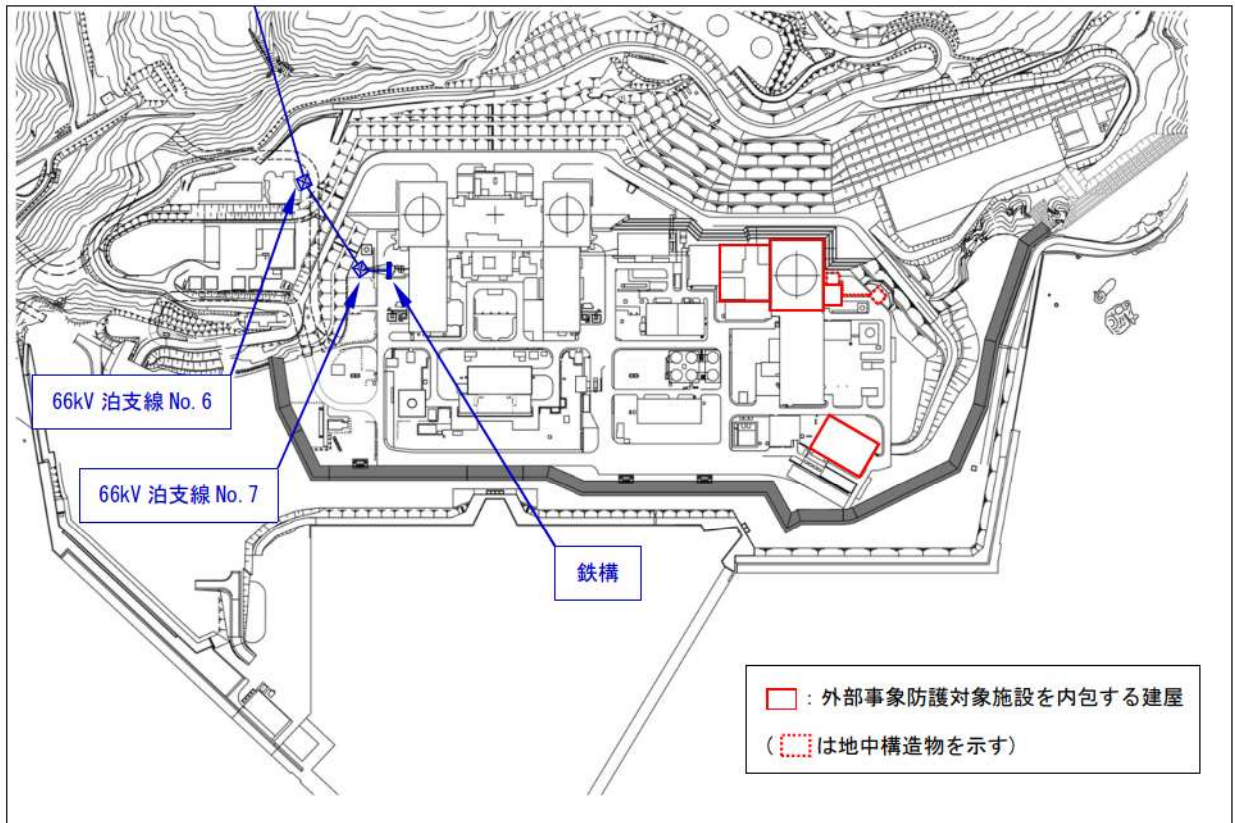 66kV 泊支線 No. 6
66kV 泊支線 No. 7
鉄構
: 外部事象防護対象施設を内包する建屋
( は地中構造物を示す)